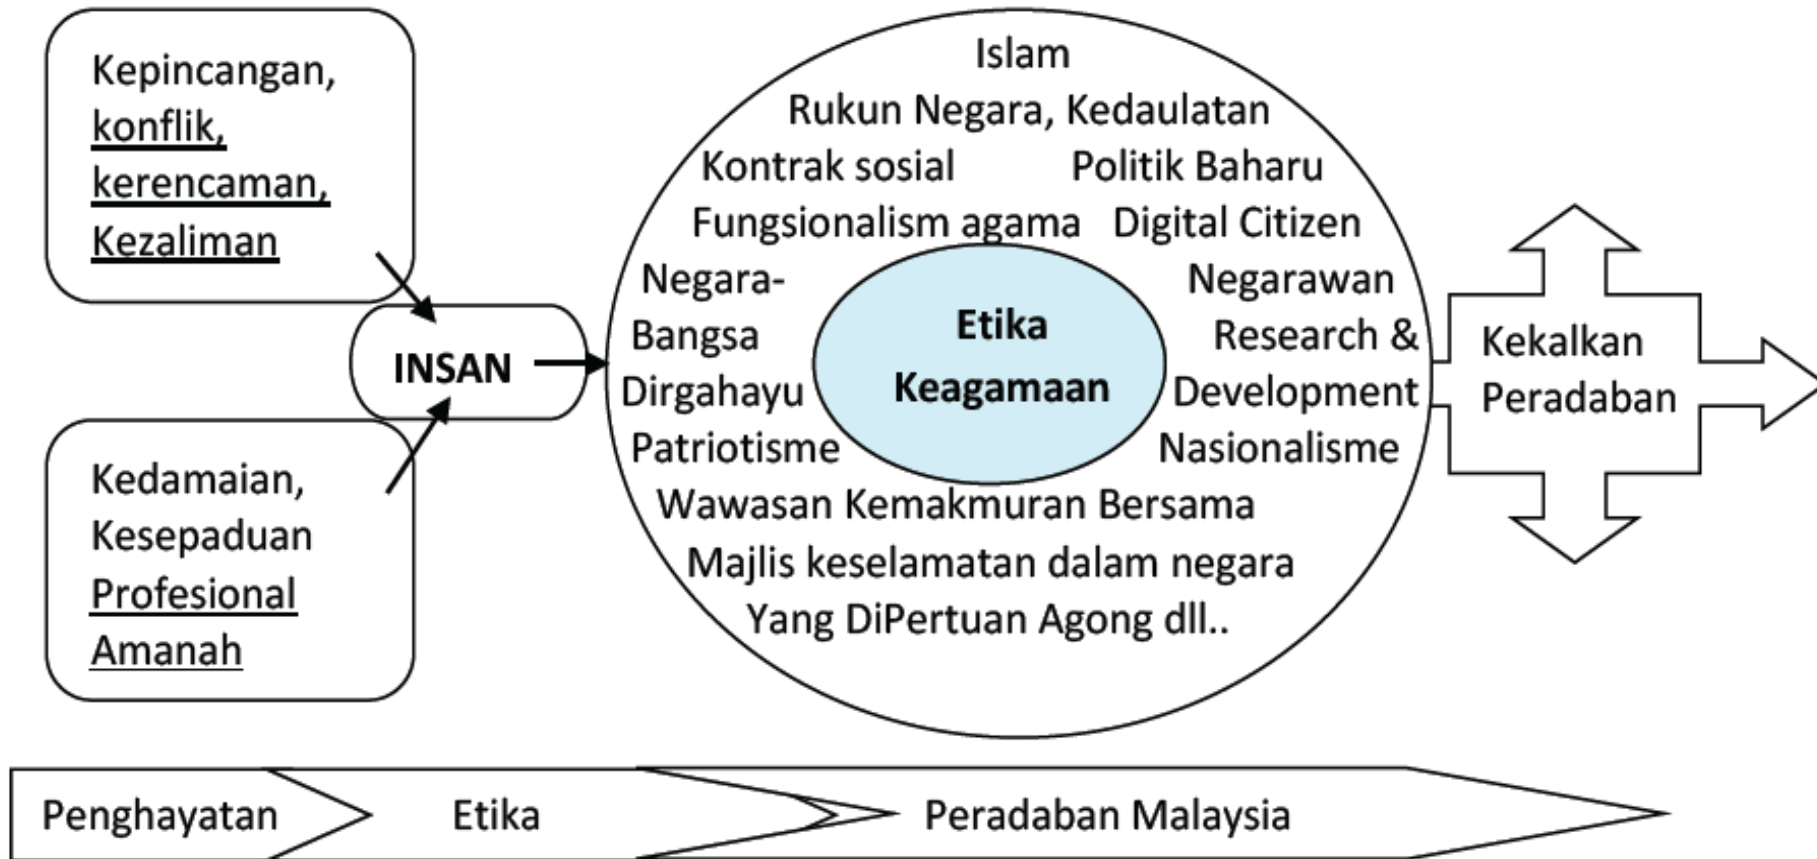 Kepincangan,
konflik,
kerencaman,
Kezaliman
Kedamaian,
Kesepaduan
Profesional
Amanah
INSAN
Islam
Rukun Negara, Kedaulatan
Kontrak sosial Politik Baharu
Fungsionalism agama Digital Citizen
Negara- Negarawan
Bangsa Research &
Dirgahayu Development
Patriotisme Nasionalisme
Wawasan Kemakmuran Bersama
Majlis keselamatan dalam negara
Yang DiPertuan Agong dll..
Etika
Keagamaan
Kekalkan
Peradaban
Penghayatan Etika Peradaban Malaysia